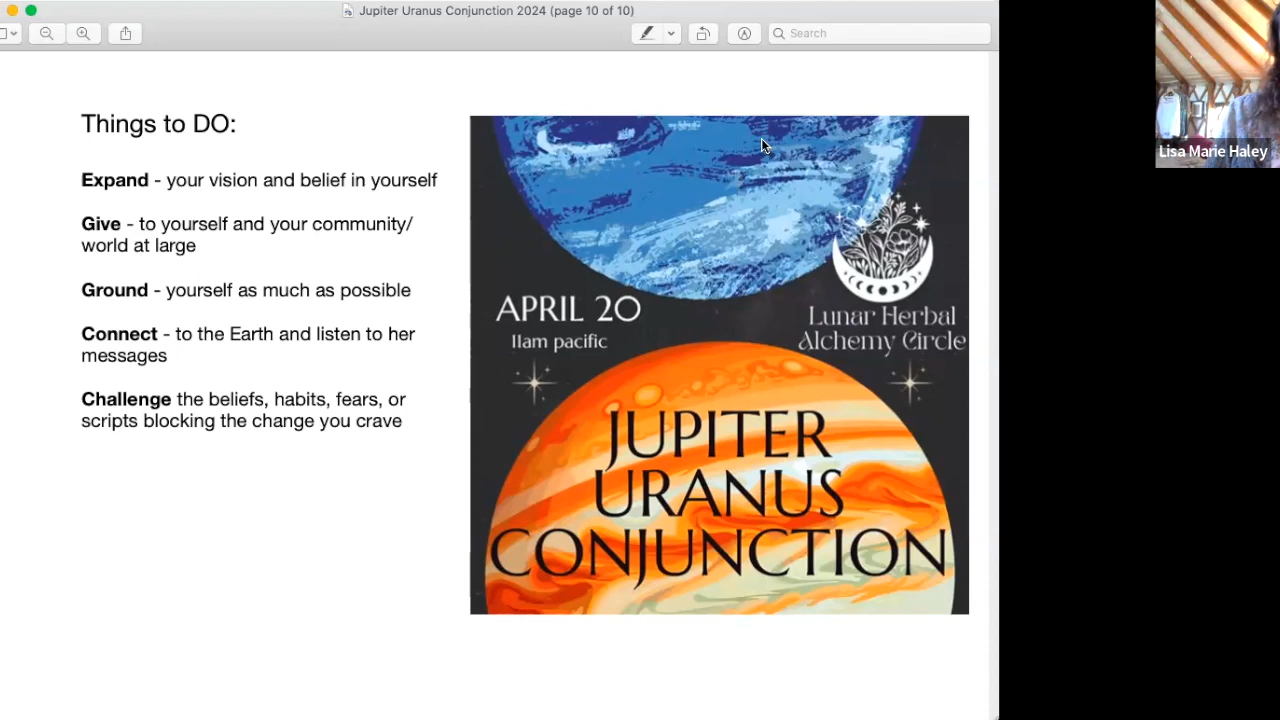 Jupiter Uranus Conjunction 2024 (page 10 of 10)
Search
Things to DO:
Expand - your vision and belief in yourself
Give - to yourself and your community/
world at large
Ground - yourself as much as possible
Connect - to the Earth and listen to her
messages
Challenge the beliefs, habits, fears, or
scripts blocking the change you crave
APRIL 20
11am pacific
Lunar Herbal
Alchemy Circle
JUPITER
URANUS
CONJUNCTION
Lisa Marie Haley